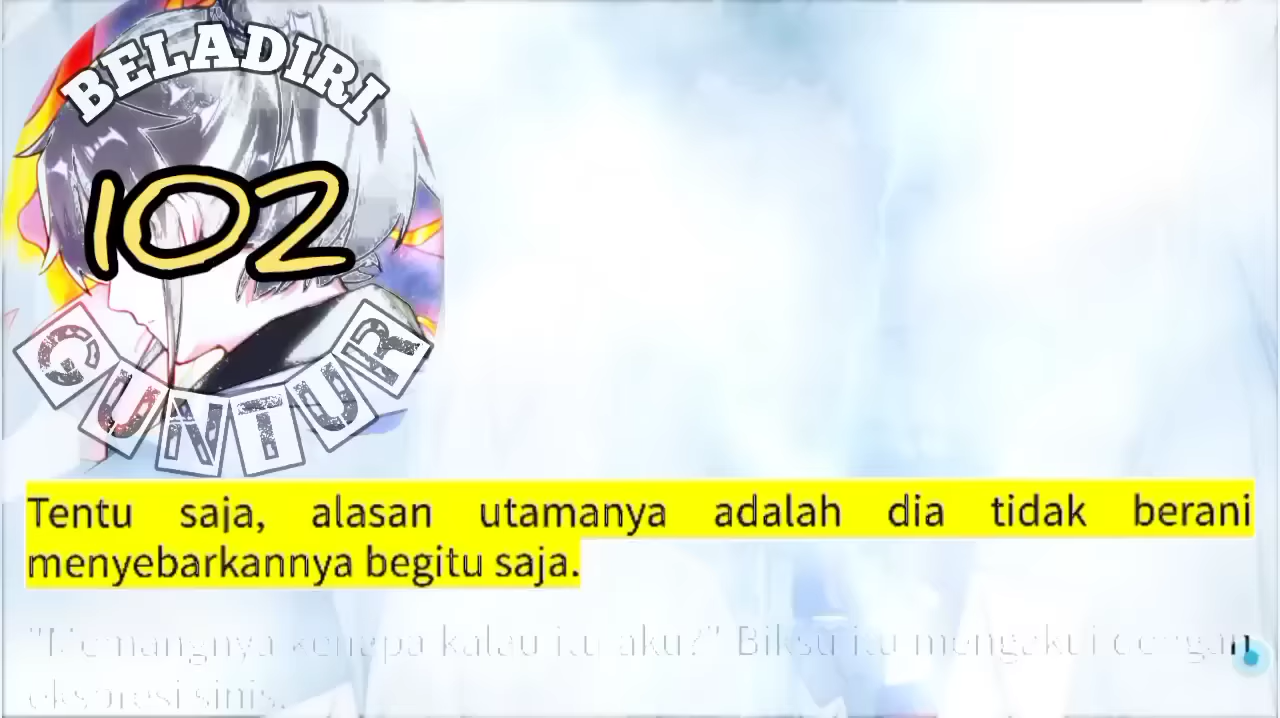 BELADIRI
102
GUNTUR
Tentu saja, alasan utamanya adalah dia tidak berani
menyebarkannya begitu saja.
"Memangnya kenapa kalau itu aku?" Biksu itu mengakui dengan
ekspresi sinis.